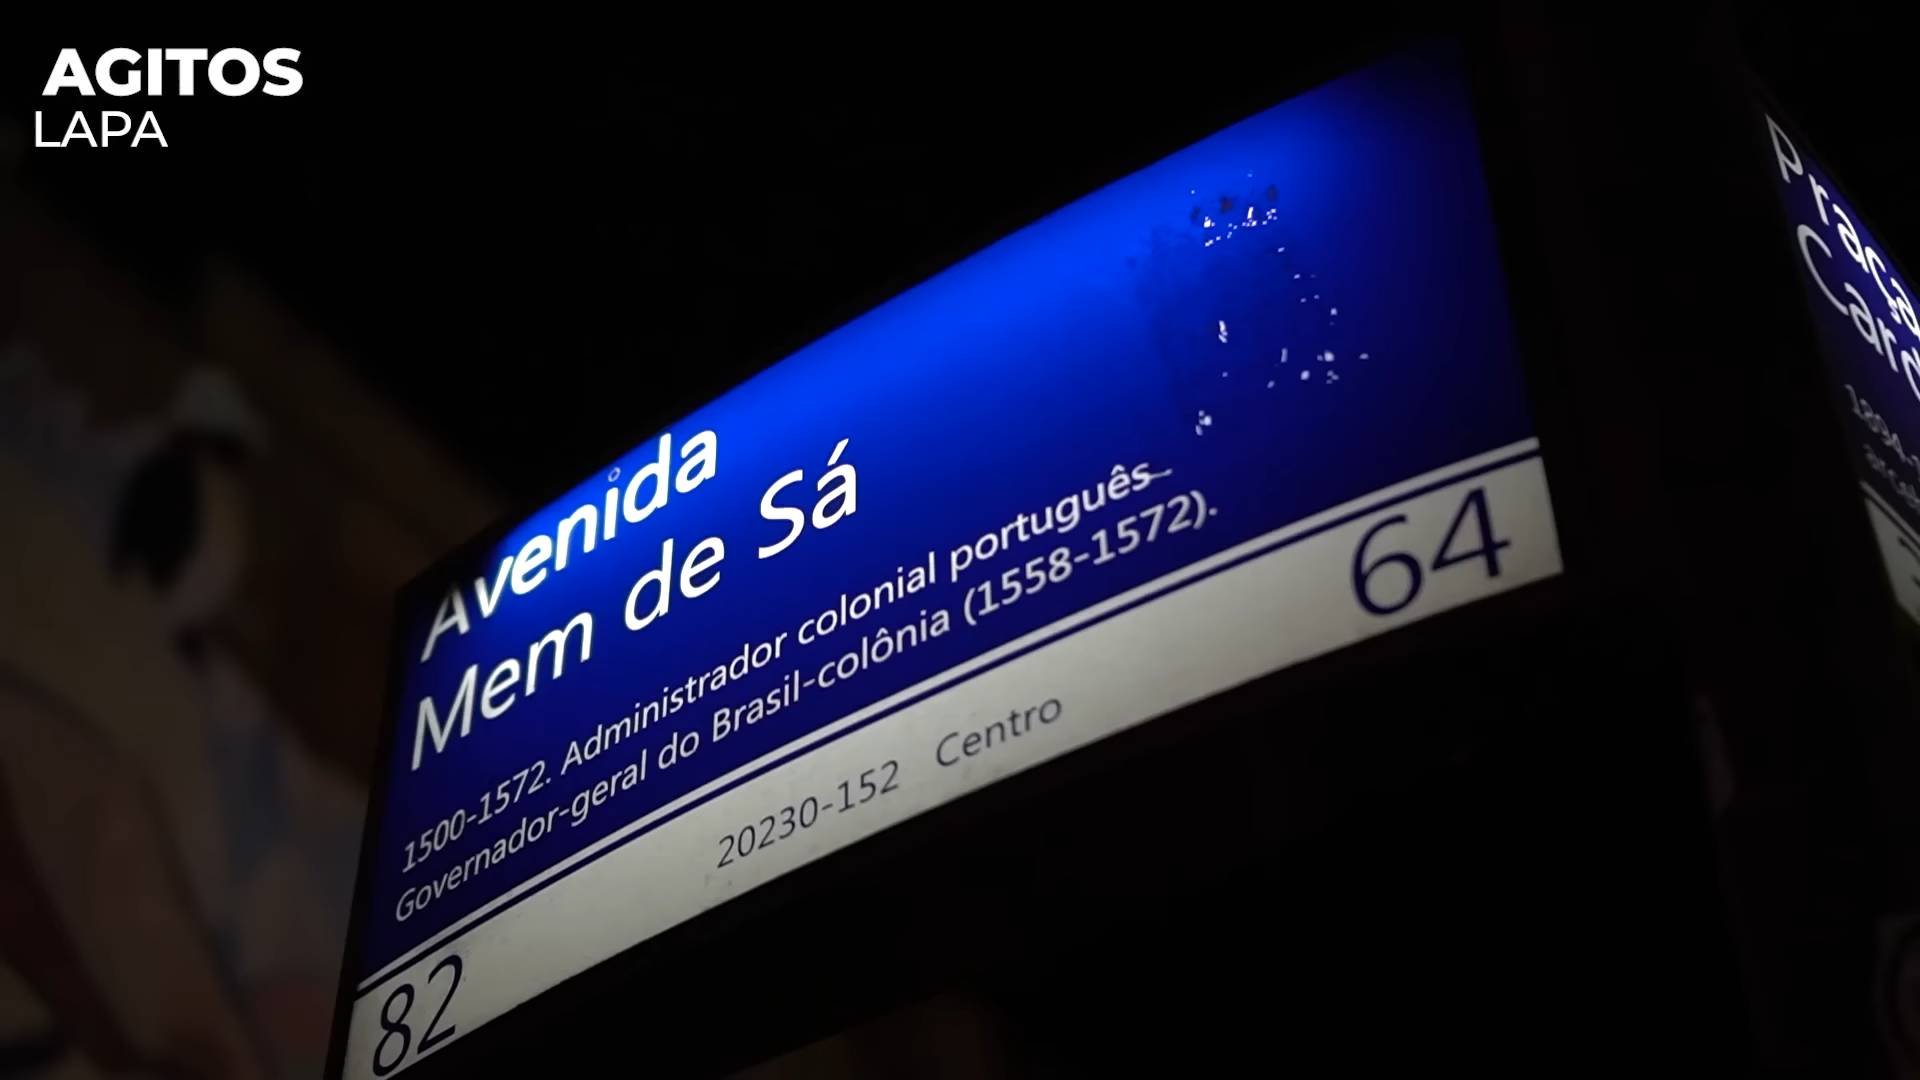 AGITOS
LAPA
Avenida
Mem de Sá
1500-1572. Administrador colonial português
Governador-geral do Brasil-colônia (1558-1572).
82
20230-152 Centro
64
Praça